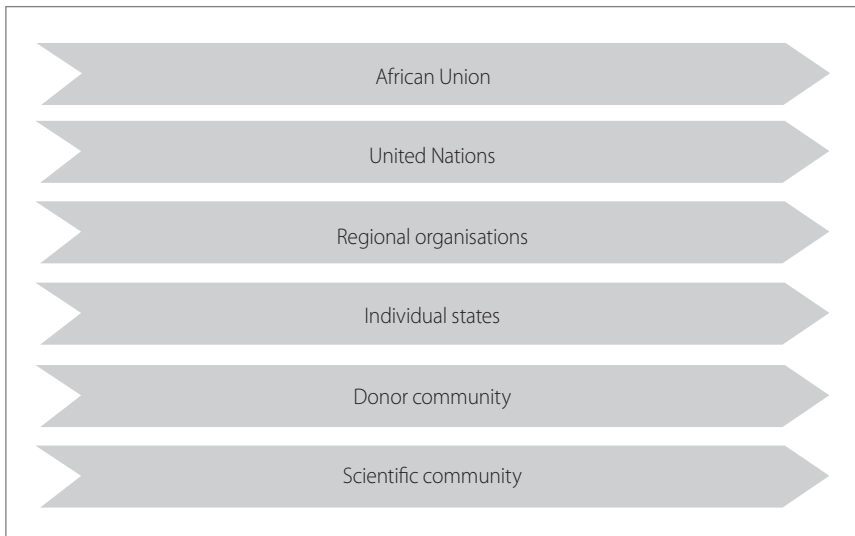 African Union
United Nations
Regional organisations
Individual states
Donor community
Scientific community